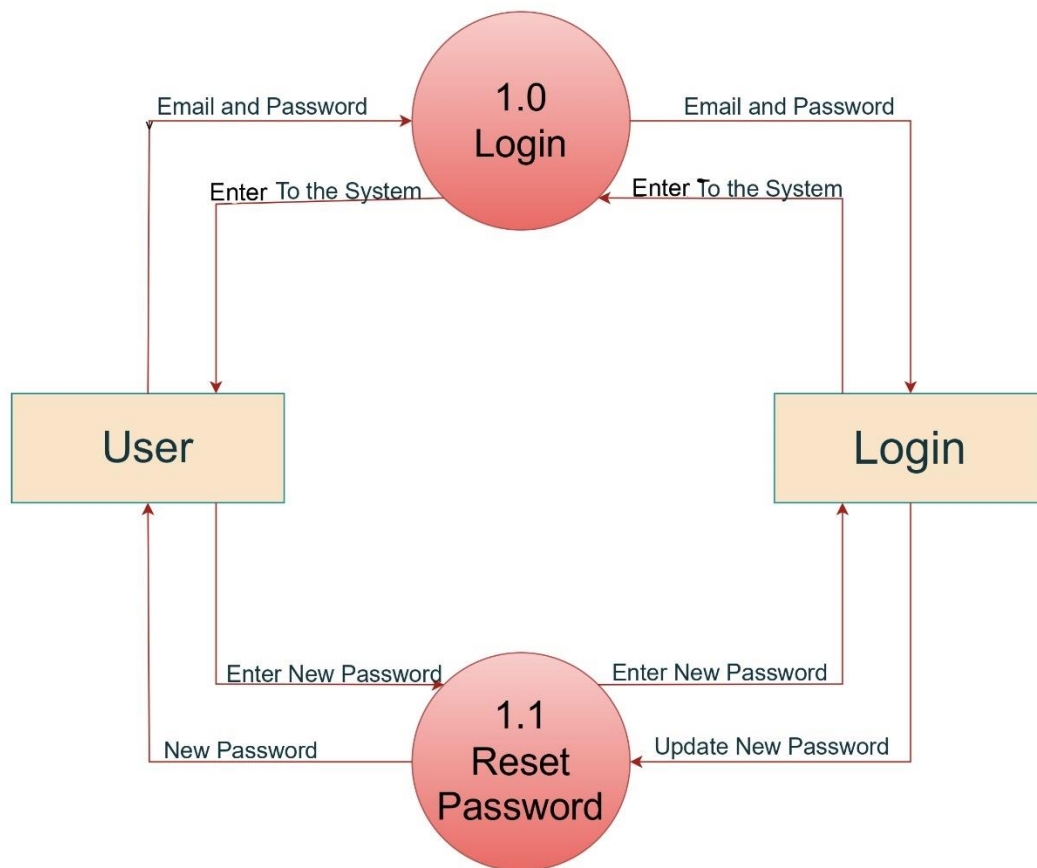 1.0
Login
Email and Password
Email and Password
Enter To the System
Enter To the System
User
Login
Enter New Password
Enter New Password
1.1
Reset
Password
New Password
Update New Password